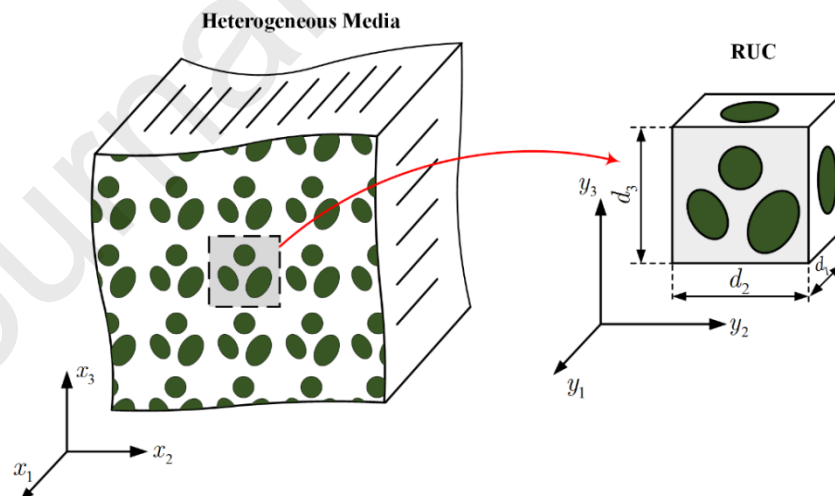 Heterogeneous Media
RUC
y₃
d₃
d₁
d₂
y₂
y₁
x₃
x₂
x₁